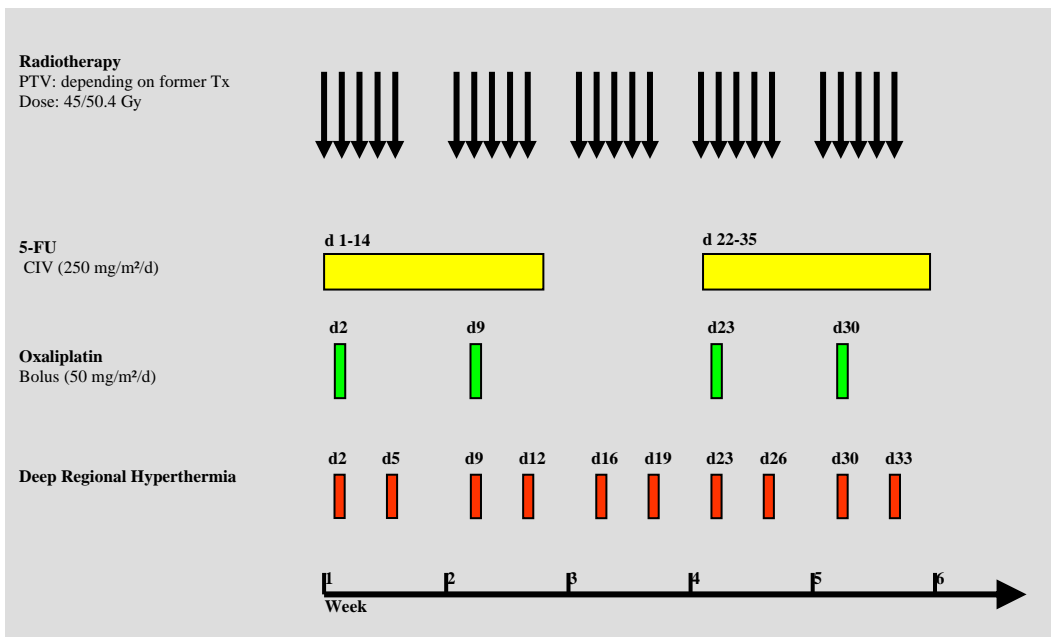 Radiotherapy
PTV: depending on former Tx
Dose: 45/50.4 Gy
5-FU
CIV (250 mg/m²/d)
d 1-14
d 22-35
Oxaliplatin
Bolus (50 mg/m²/d)
d2 d9 d23 d30
Deep Regional Hyperthermia
d2 d5 d9 d12 d16 d19 d23 d26 d30 d33
1 2 3 4 5 6
Week